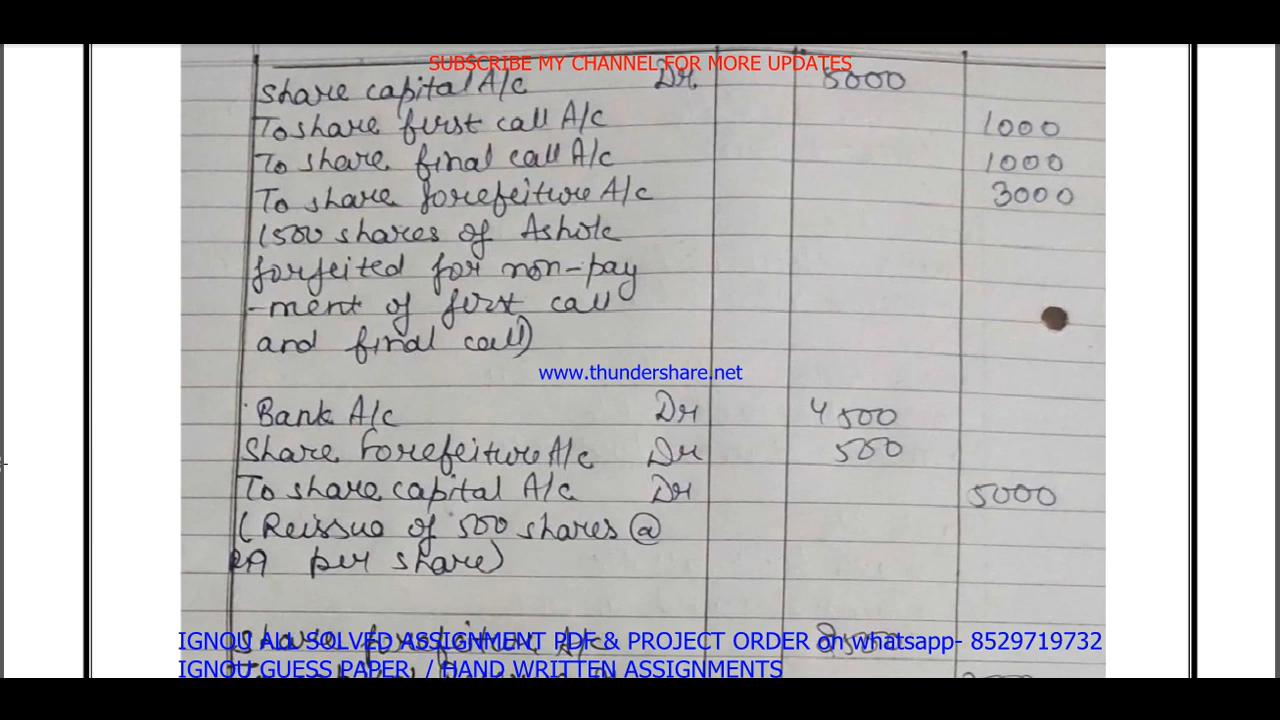 SUBSCRIBE MY CHANNEL FOR MORE UPDATES
Share capital A/c Dr. 5000
To share first call A/c 1000
To share final call A/c 1000
To share forefeiture A/c 3000
(500 shares of Ashok
forfeited for non-pay
-ment of first call
and final call)
www.thundershare.net
Bank A/c Dr 4500
Share Forefeiture A/c Dr 500
To share capital A/c Dr 5000
(Reissue of 500 shares @
per share)
Share A/c
IGNOU ALL SOLVED ASSIGNMENT PDF & PROJECT ORDER on whatsapp- 8529719732
IGNOU GUESS PAPER, / HAND WRITTEN ASSIGNMENTS